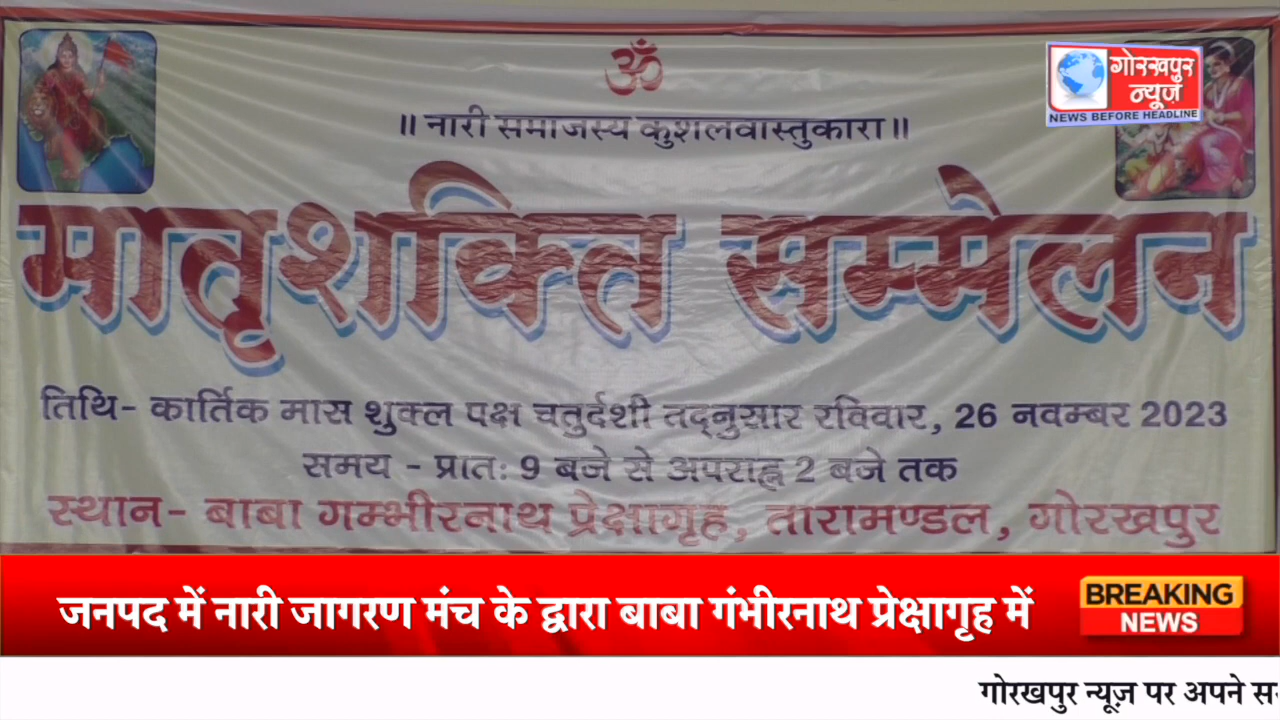 ॐ
॥ नारी समाजस्य कुशलवास्तुकारा॥
गोरखपुर
न्यूज़
NEWS BEFORE HEADLINE
मातृशक्ति सम्मेलन
तिथि- कार्तिक मास शुक्ल पक्ष चतुर्दशी तद्नुसार रविवार, 26 नवम्बर 2023
समय - प्रातः 9 बजे से अपराह्न 2 बजे तक
स्थान- बाबा गम्भीरनाथ प्रेक्षागृह, तारामण्डल, गोरखपुर
जनपद में नारी जागरण मंच के द्वारा बाबा गंभीरनाथ प्रेक्षागृह में
BREAKING
NEWS
गोरखपुर न्यूज़ पर अपने